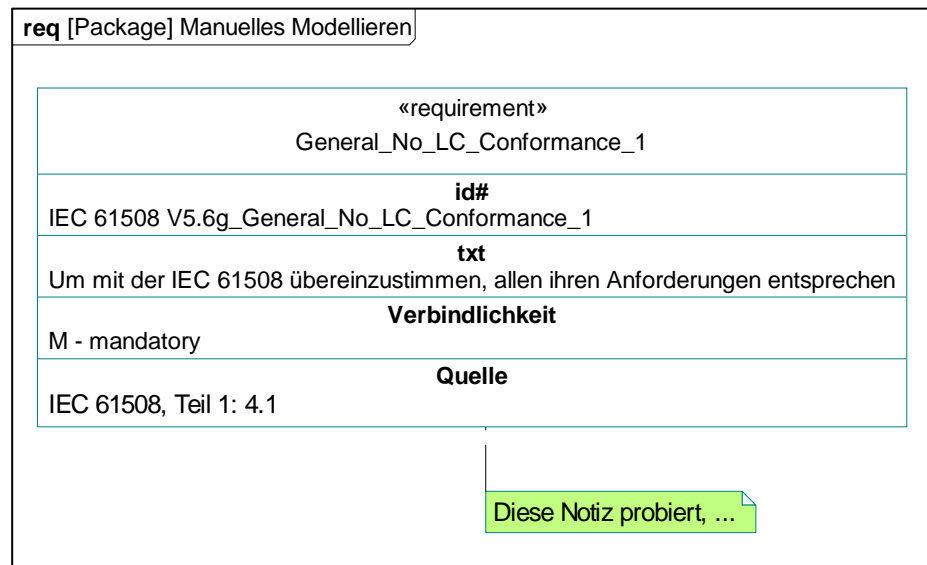 req [Package] Manuelles Modellieren
«requirement»
General_No_LC_Conformance_1
id#
IEC 61508 V5.6g_General_No_LC_Conformance_1
txt
Um mit der IEC 61508 übereinzustimmen, allen ihren Anforderungen entsprechen
Verbindlichkeit
M - mandatory
Quelle
IEC 61508, Teil 1: 4.1
Diese Notiz probiert, ...